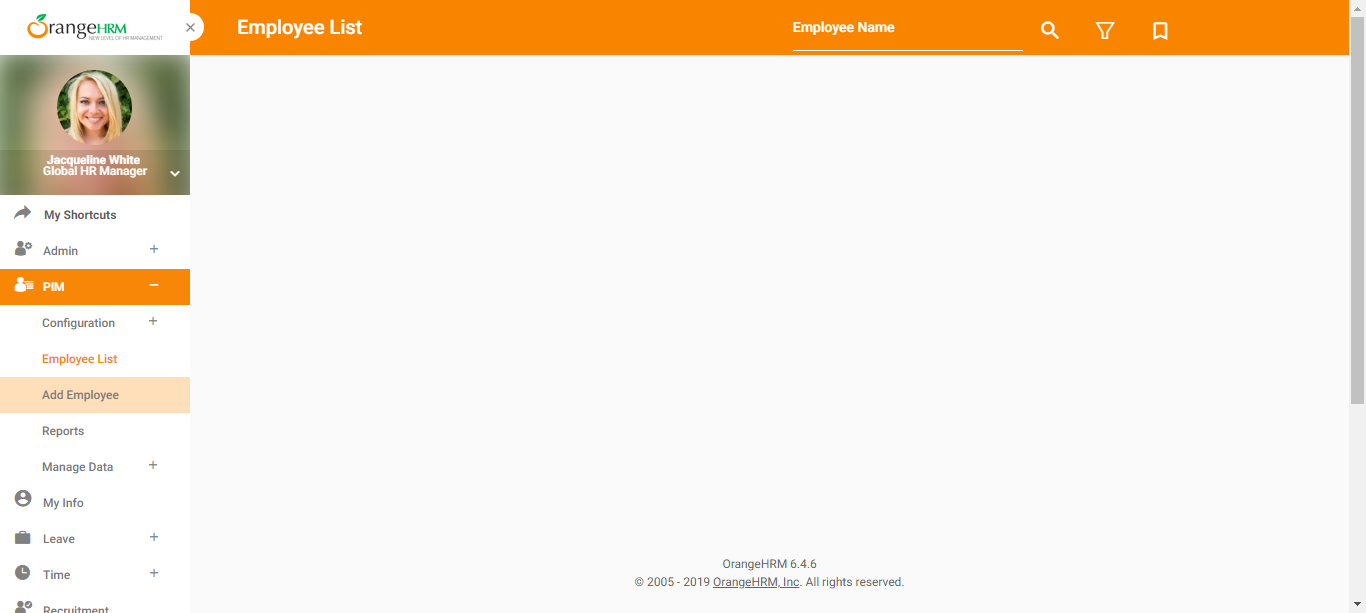 OrangeHRM
NEW LEVEL OF HR MANAGEMENT
Employee List
Employee Name
Jacqueline White
Global HR Manager
My Shortcuts
Admin
PIM
Configuration
Employee List
Add Employee
Reports
Manage Data
My Info
Leave
Time
Recruitment
OrangeHRM 6.4.6
© 2005 - 2019 OrangeHRM, Inc. All rights reserved.